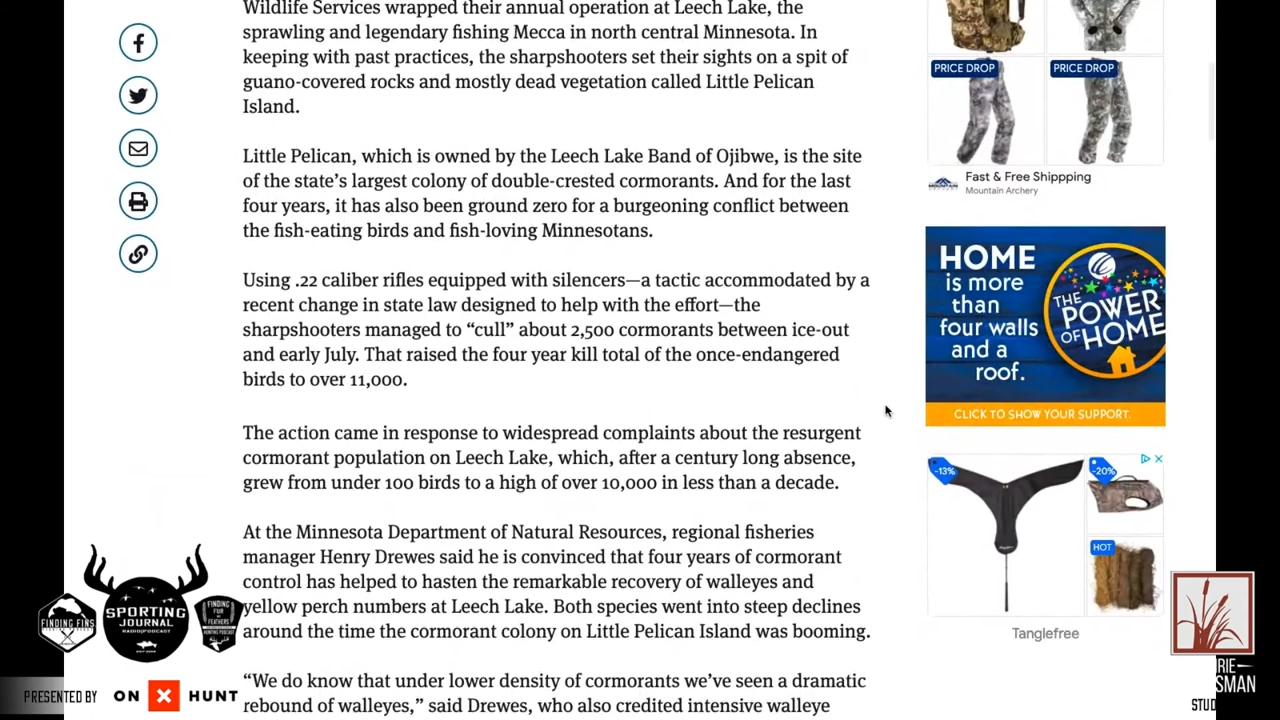 Wildlife Services wrapped their annual operation at Leech Lake, the
sprawling and legendary fishing Mecca in north central Minnesota. In
keeping with past practices, the sharpshooters set their sights on a spit of
guano-covered rocks and mostly dead vegetation called Little Pelican
Island.
Little Pelican, which is owned by the Leech Lake Band of Ojibwe, is the site
of the state’s largest colony of double-crested cormorants. And for the last
four years, it has also been ground zero for a burgeoning conflict between
the fish-eating birds and fish-loving Minnesotans.
Using .22 caliber rifles equipped with silencers—a tactic accommodated by a
recent change in state law designed to help with the effort—the
sharpshooters managed to “cull” about 2,500 cormorants between ice-out
and early July. That raised the four year kill total of the once-endangered
birds to over 11,000.
The action came in response to widespread complaints about the resurgent
cormorant population on Leech Lake, which, after a century long absence,
grew from under 100 birds to a high of over 10,000 in less than a decade.
At the Minnesota Department of Natural Resources, regional fisheries
manager Henry Drewes said he is convinced that four years of cormorant
control has helped to hasten the remarkable recovery of walleyes and
yellow perch numbers at Leech Lake. Both species went into steep declines
around the time the cormorant colony on Little Pelican Island was booming.
“We do know that under lower density of cormorants we’ve seen a dramatic
rebound of walleyes,” said Drewes, who also credited intensive walleye
PRICE DROP
PRICE DROP
Fast & Free Shippping
Mountain Archery
HOME
is more
than
four walls
and a
roof.
THE
POWER
OF HOME
CLICK TO SHOW YOUR SUPPORT.
-13%
-20%
HOT
Tanglefree
FINDING FINS
SPORTING
JOURNAL
RADIO|PODCAST
FINDING FUR
FEATHERS
HUNTING PODCAST
PRESENTED BY
ON X HUNT
RIE
SMAN
STUD